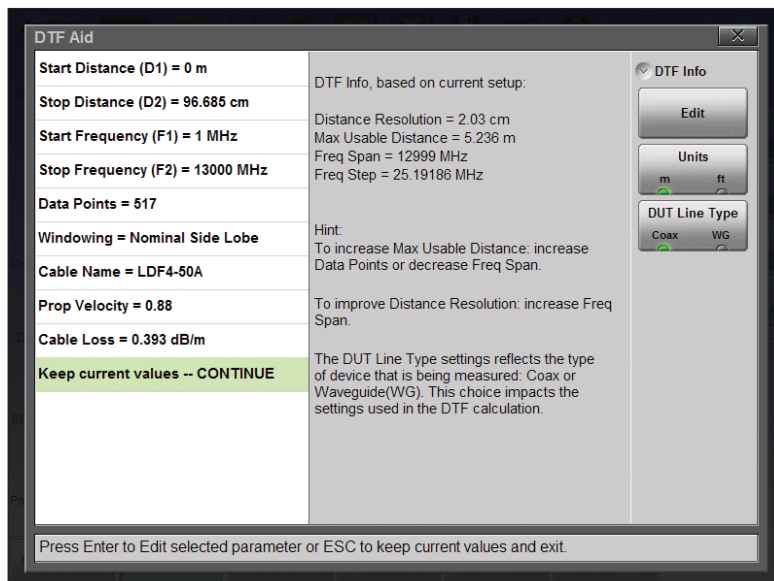 DTF Aid
Start Distance (D1) = 0 m
Stop Distance (D2) = 96.685 cm
Start Frequency (F1) = 1 MHz
Stop Frequency (F2) = 13000 MHz
Data Points = 517
Windowing = Nominal Side Lobe
Cable Name = LDF4-50A
Prop Velocity = 0.88
Cable Loss = 0.393 dB/m
Keep current values -- CONTINUE
DTF Info, based on current setup:
Distance Resolution = 2.03 cm
Max Usable Distance = 5.236 m
Freq Span = 12999 MHz
Freq Step = 25.19186 MHz
Hint:
To increase Max Usable Distance: increase
Data Points or decrease Freq Span.
To improve Distance Resolution: increase Freq
Span.
The DUT Line Type settings reflects the type
of device that is being measured: Coax or
Waveguide(WG). This choice impacts the
settings used in the DTF calculation.
DTF Info
Edit
Units
m ft
DUT Line Type
Coax WG
Press Enter to Edit selected parameter or ESC to keep current values and exit.